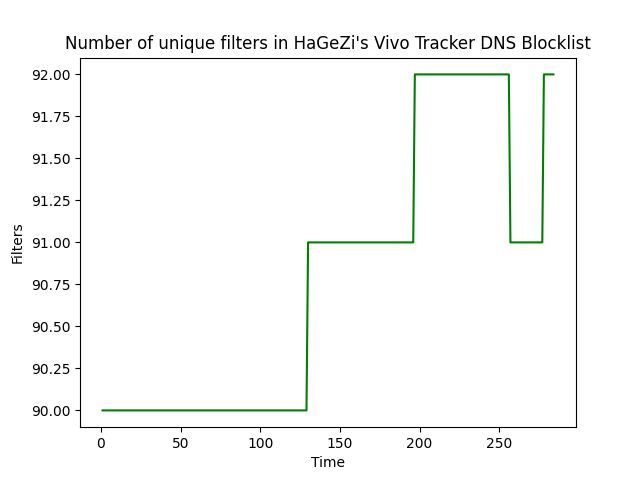 Number of unique filters in HaGeZi's Vivo Tracker DNS Blocklist
92.00
91.75
91.50
91.25
91.00
90.75
90.50
90.25
90.00
Filters
0 50 100 150 200 250
Time